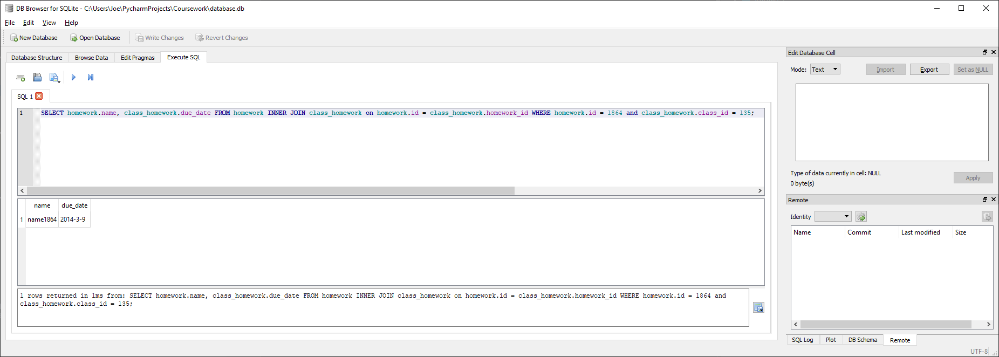 DB Browser for SQLite - C:\Users\Joe\PycharmProjects\Coursework\database.db
File Edit View Help
New Database Open Database Write Changes Revert Changes
Database Structure Browse Data Edit Pragmas Execute SQL
SQL 1
1 SELECT homework.name, class_homework.due_date FROM homework INNER JOIN class_homework on homework.id = class_homework.homework_id WHERE homework.id = 1864 and class_homework.class_id = 135;
name due_date
1 name1864 2014-3-9
1 rows returned in 1ms from: SELECT homework.name, class_homework.due_date FROM homework INNER JOIN class_homework on homework.id = class_homework.homework_id WHERE homework.id = 1864 and
class_homework.class_id = 135;
Edit Database Cell
Mode: Text Import Export Set as NULL
Type of data currently in cell: NULL
0 byte(s)
Apply
Remote
Identity
Name Commit Last modified Size
SQL Log Plot DB Schema Remote
UTF-8